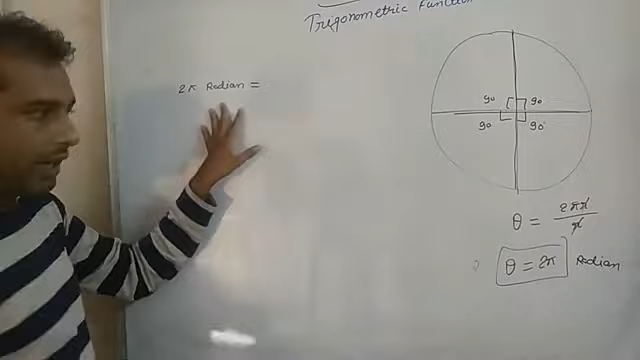 Trigonometric Function
2π Radian =
90 90
90 90°
θ = 2πr/r
θ = 2π Radian